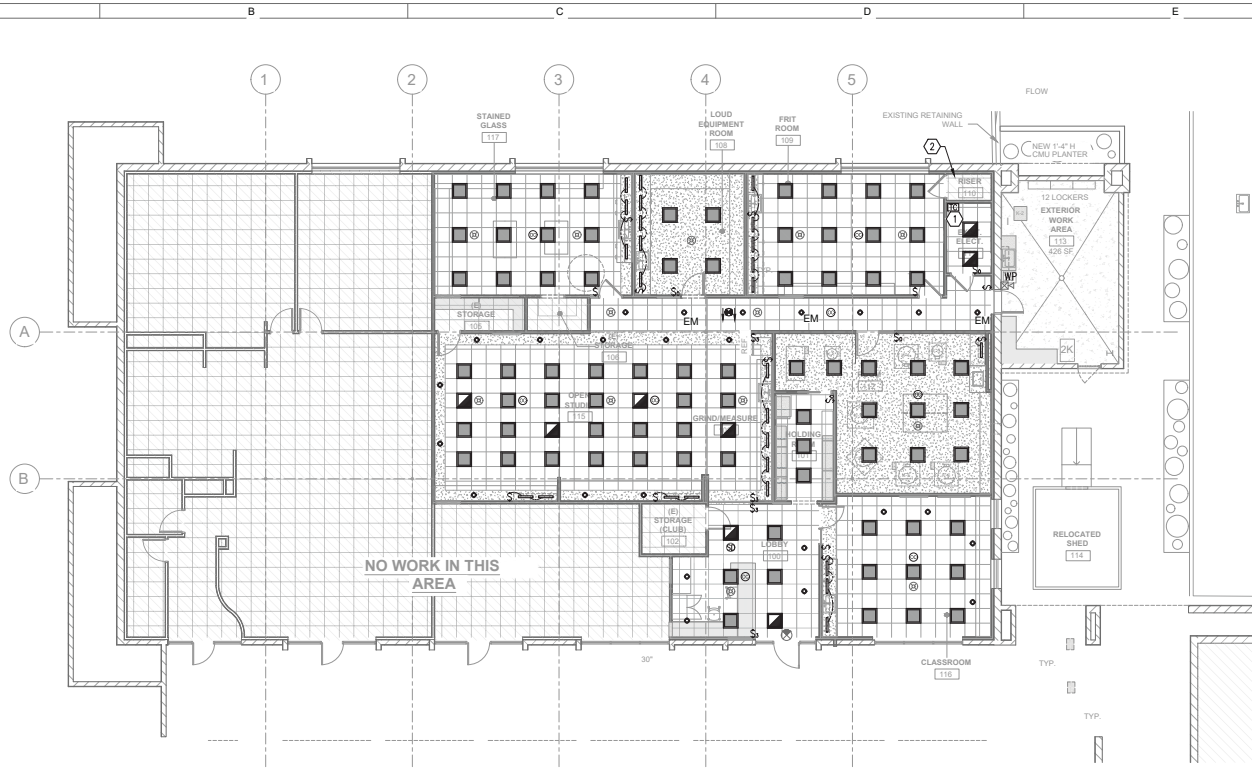 B
C
D
E
1
2
3
4
5
A
B
FLOW
STAINED
GLASS
117
LOUD
EQUIPMENT
ROOM
108
FRIT
ROOM
109
EXISTING RETAINING
WALL
2
NEW 1'-4" H
CMU PLANTER
RISER
110
1
ELECT.
12 LOCKERS
EXTERIOR
WORK
AREA
113
426 SF
WP
2K
(E)
STORAGE
105
(E)
STORAGE
106
EM
EM
EM
OPEN
STUDIO
115
GRIND/MEASURE
HOLDING
ROOM
101
(E)
STORAGE
(CLUB)
102
LOBBY
100
NO WORK IN THIS
AREA
RELOCATED
SHED
114
30"
CLASSROOM
116
TYP.
TYP.